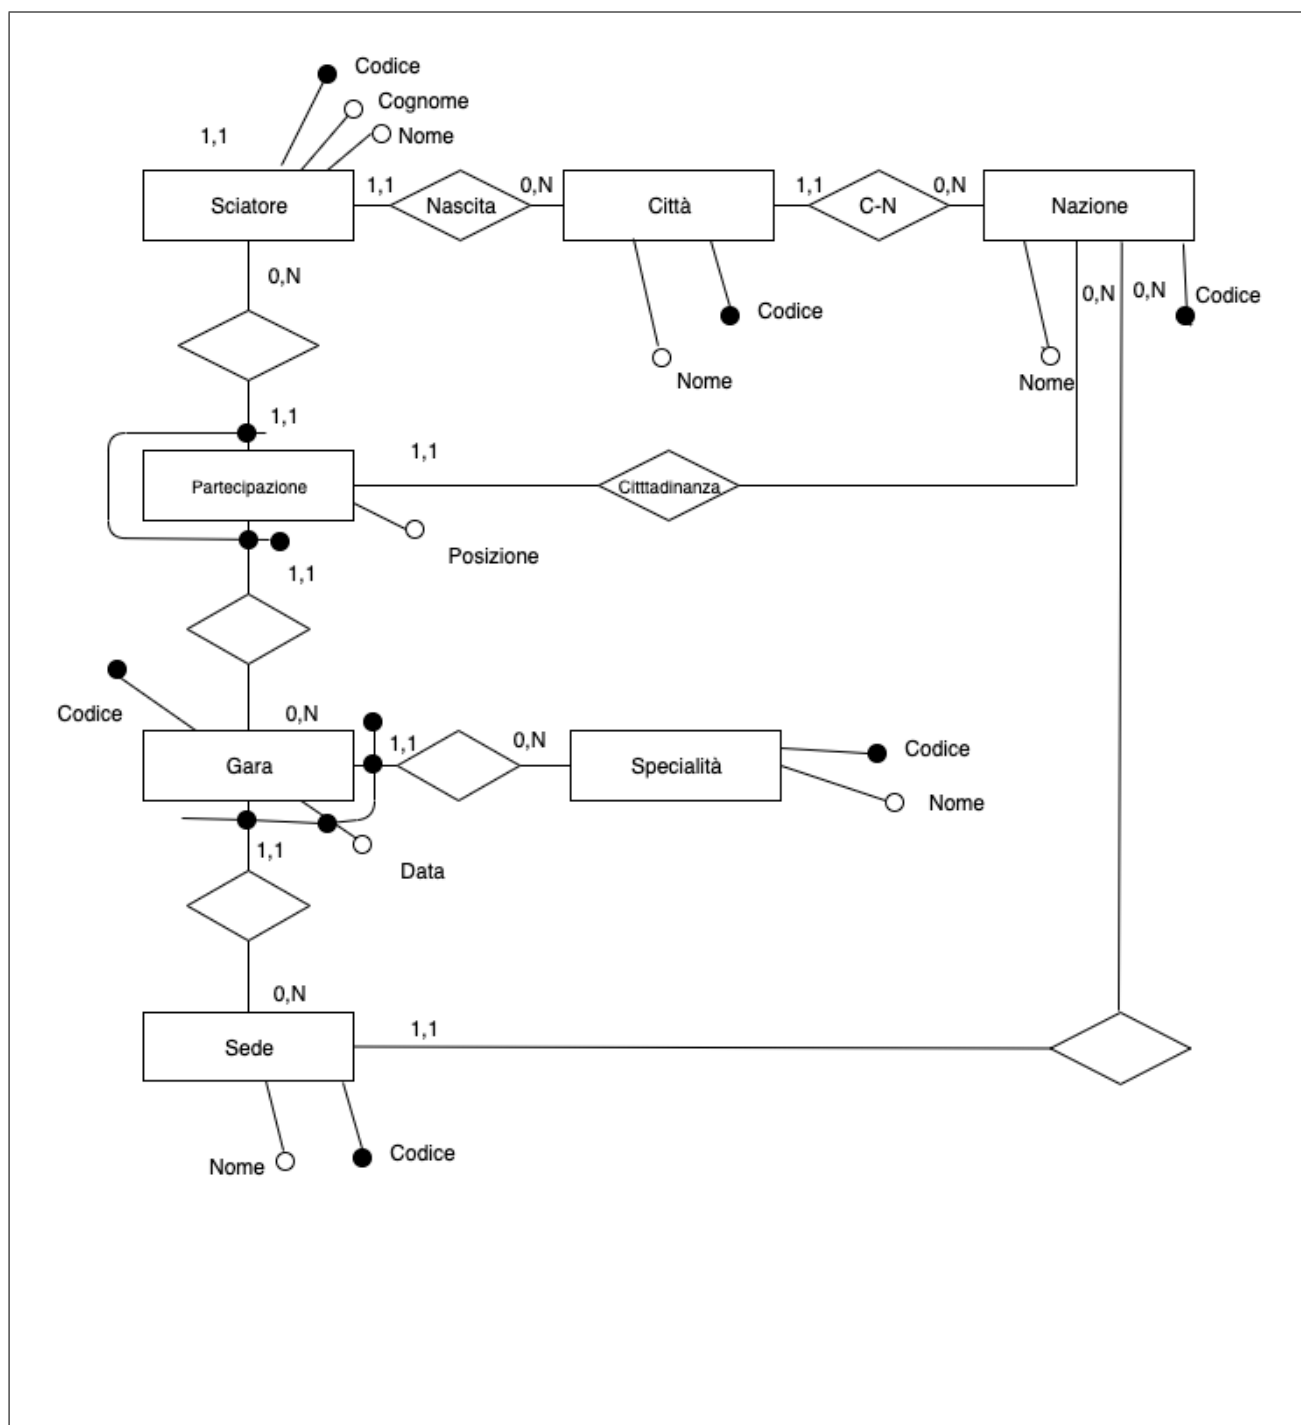 Codice
Cognome
1,1
Nome
Sciatore
1,1
Nascita
0,N
Città
1,1
C-N
0,N
Nazione
0,N
Codice
Nome
0,N
0,N
Codice
Nome
1,1
1,1
Partecipazione
Citttadinanza
Posizione
1,1
Codice
0,N
Gara
1,1
0,N
Specialità
Codice
Nome
1,1
Data
0,N
Sede
1,1
Nome
Codice